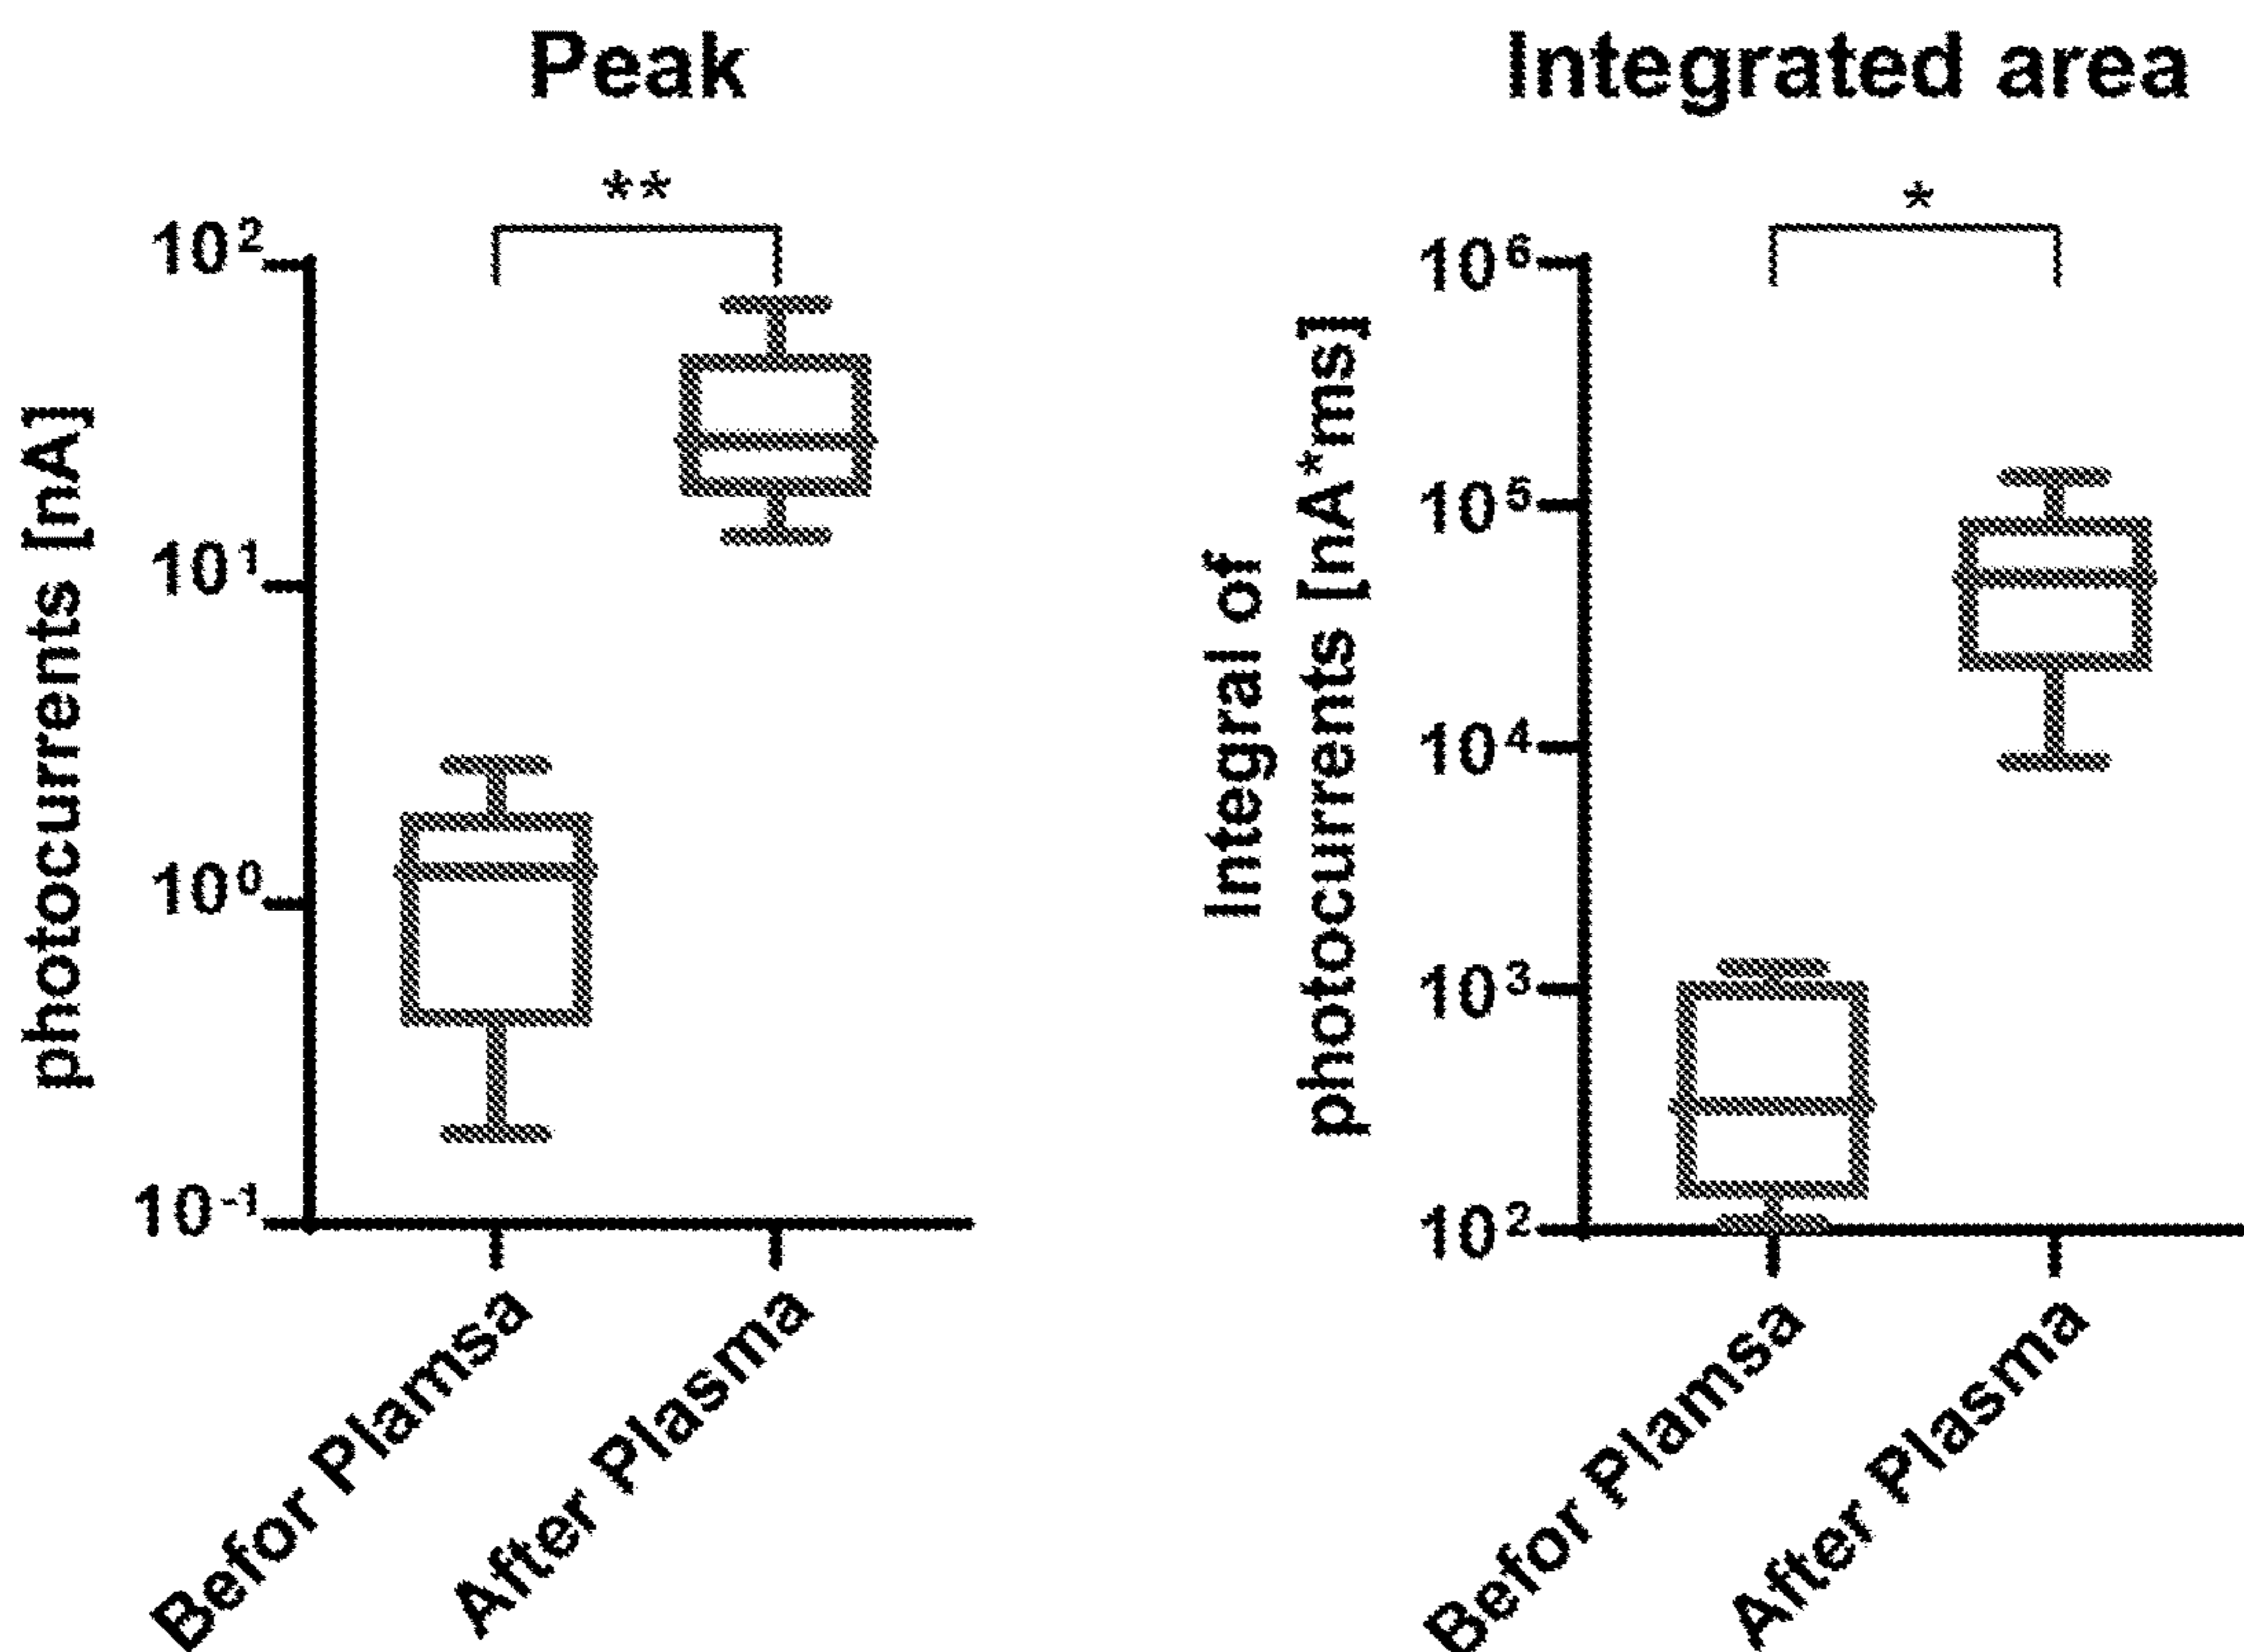 Peak
**
photocurrents [nA]
10²
10¹
10⁰
10⁻¹
Befor Plamsa
After Plasma
Integrated area
*
Integral of
photocurrents [nA*ms]
10⁶
10⁵
10⁴
10³
10²
Befor Plamsa
After Plasma